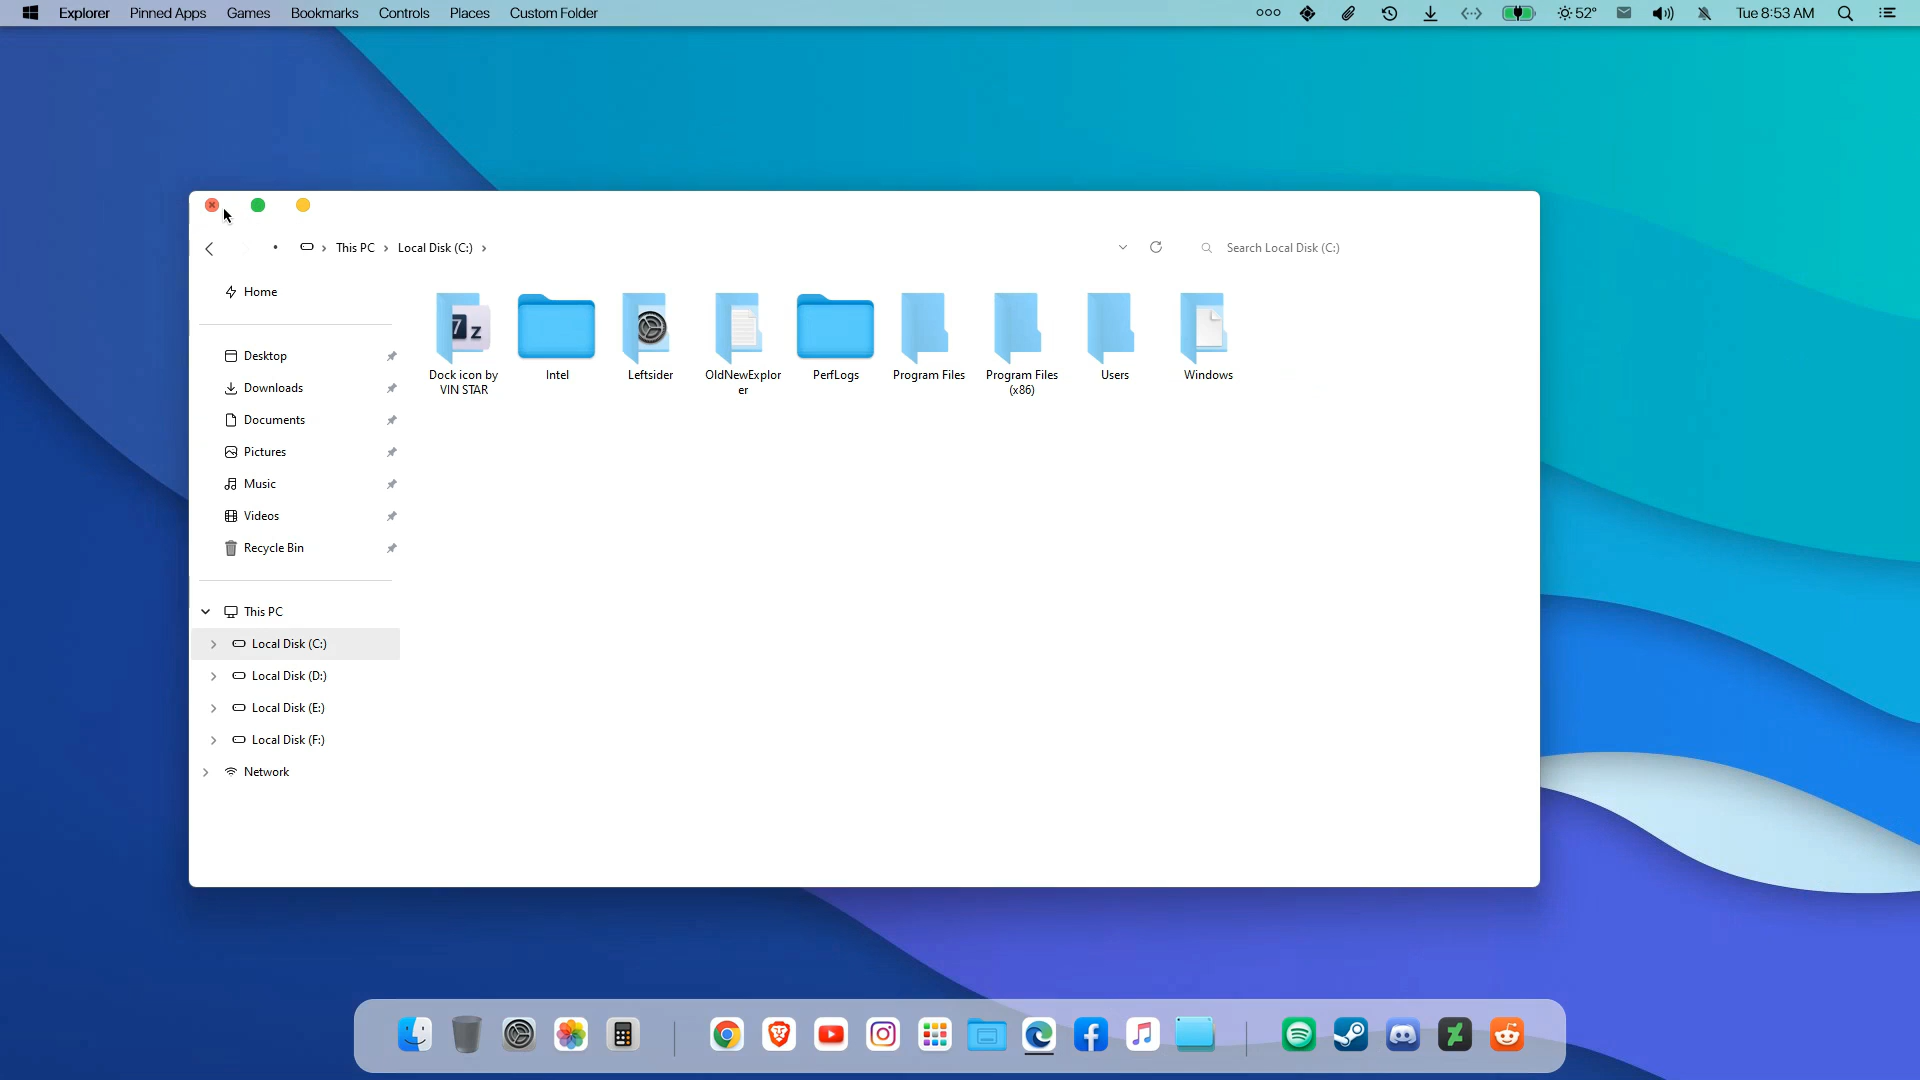 Explorer Pinned Apps Games Bookmarks Controls Places Custom Folder 52° Tue 8:53 AM
This PC Local Disk (C:) Search Local Disk (C:)
Home
Desktop
Downloads
Documents
Pictures
Music
Videos
Recycle Bin
This PC
Local Disk (C:)
Local Disk (D:)
Local Disk (E:)
Local Disk (F:)
Network
7z
Dock icon by
VIN STAR
Intel
Leftsider
OldNewExplor
er
PerfLogs
Program Files
Program Files
(x86)
Users
Windows